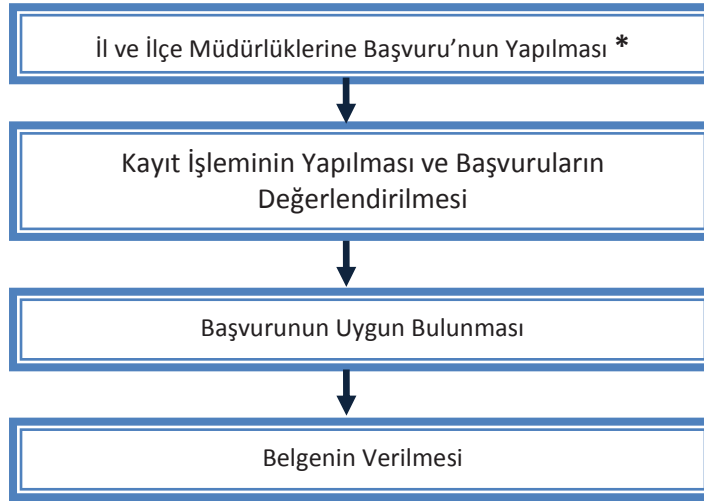 İl ve İlçe Müdürlüklerine Başvuru’nun Yapılması *
Kayıt İşleminin Yapılması ve Başvuruların
Değerlendirilmesi
Başvurunun Uygun Bulunması
Belgenin Verilmesi